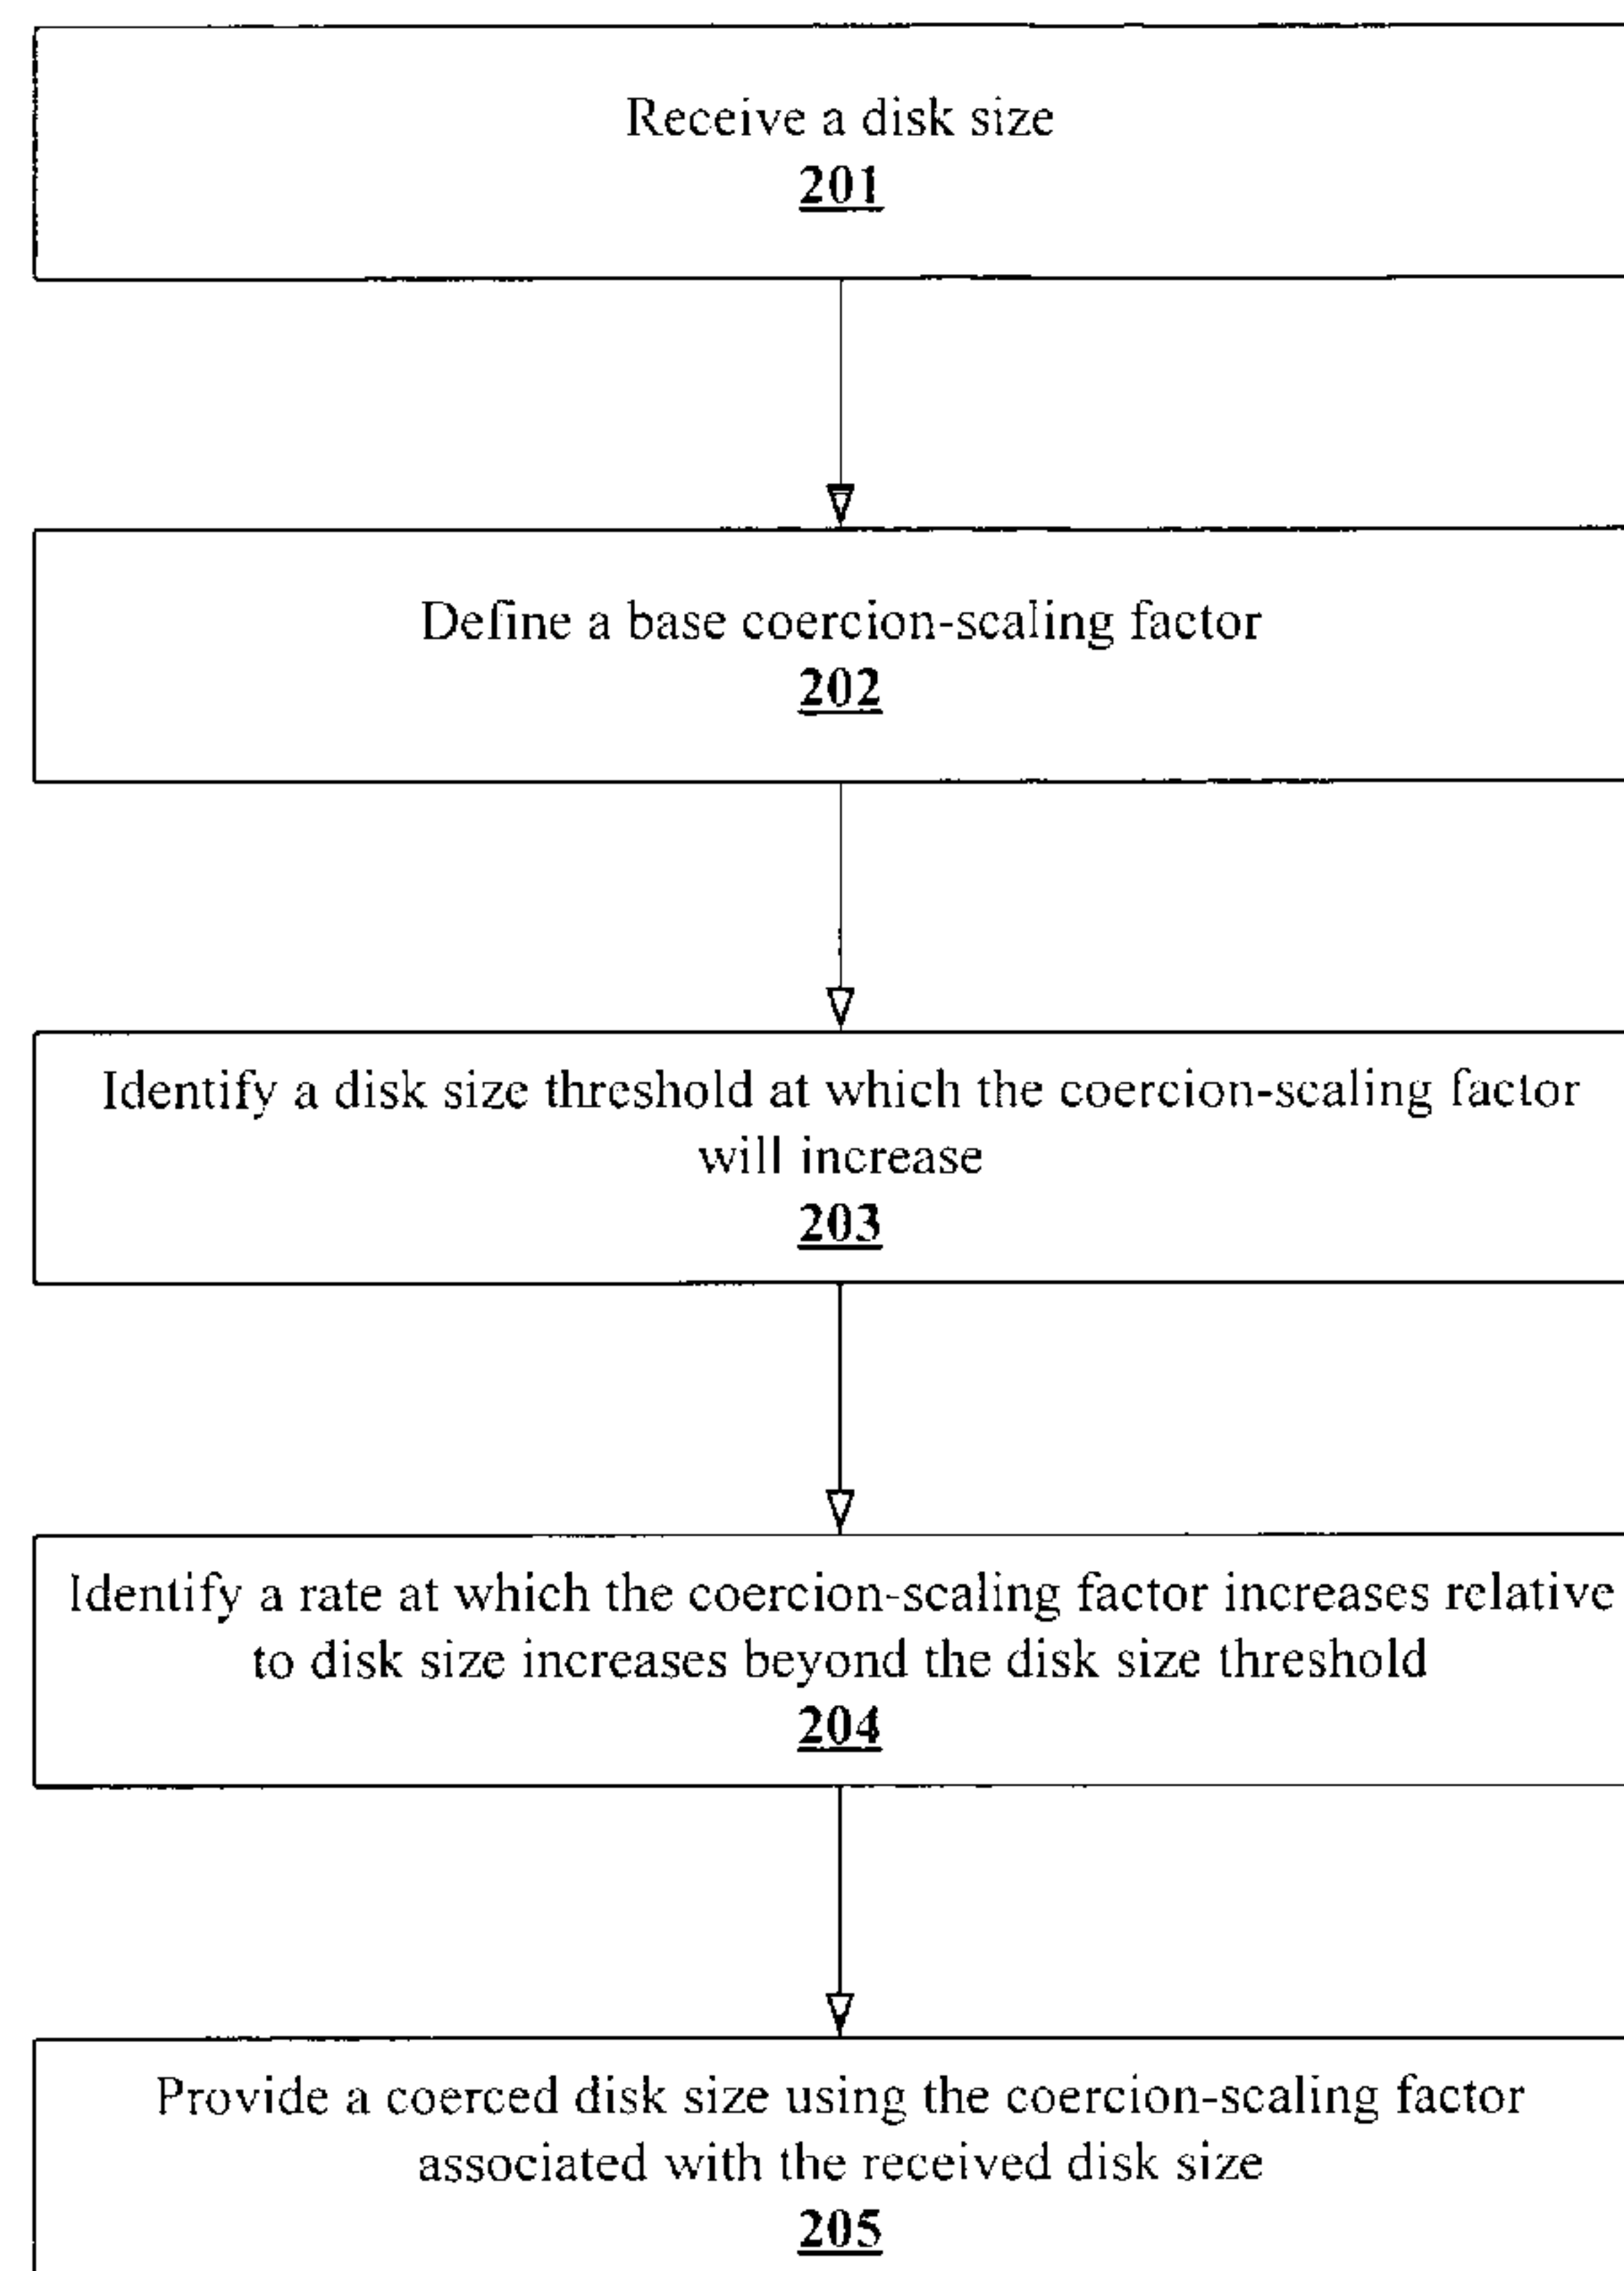 Receive a disk size
201
Define a base coercion-scaling factor
202
Identify a disk size threshold at which the coercion-scaling factor
will increase
203
Identify a rate at which the coercion-scaling factor increases relative
to disk size increases beyond the disk size threshold
204
Provide a coerced disk size using the coercion-scaling factor
associated with the received disk size
205